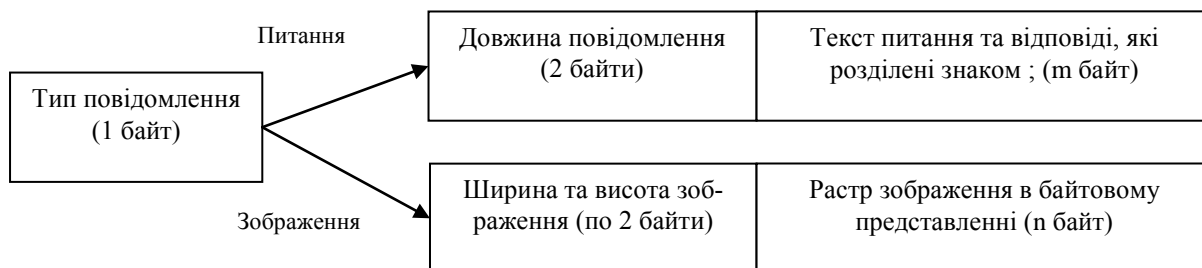 Питання
Довжина повідомлення
(2 байти)
Текст питання та відповіді, які
розділені знаком ; (m байт)
Тип повідомлення
(1 байт)
Зображення
Ширина та висота зоб-
раження (по 2 байти)
Растр зображення в байтовому
представленні (n байт)